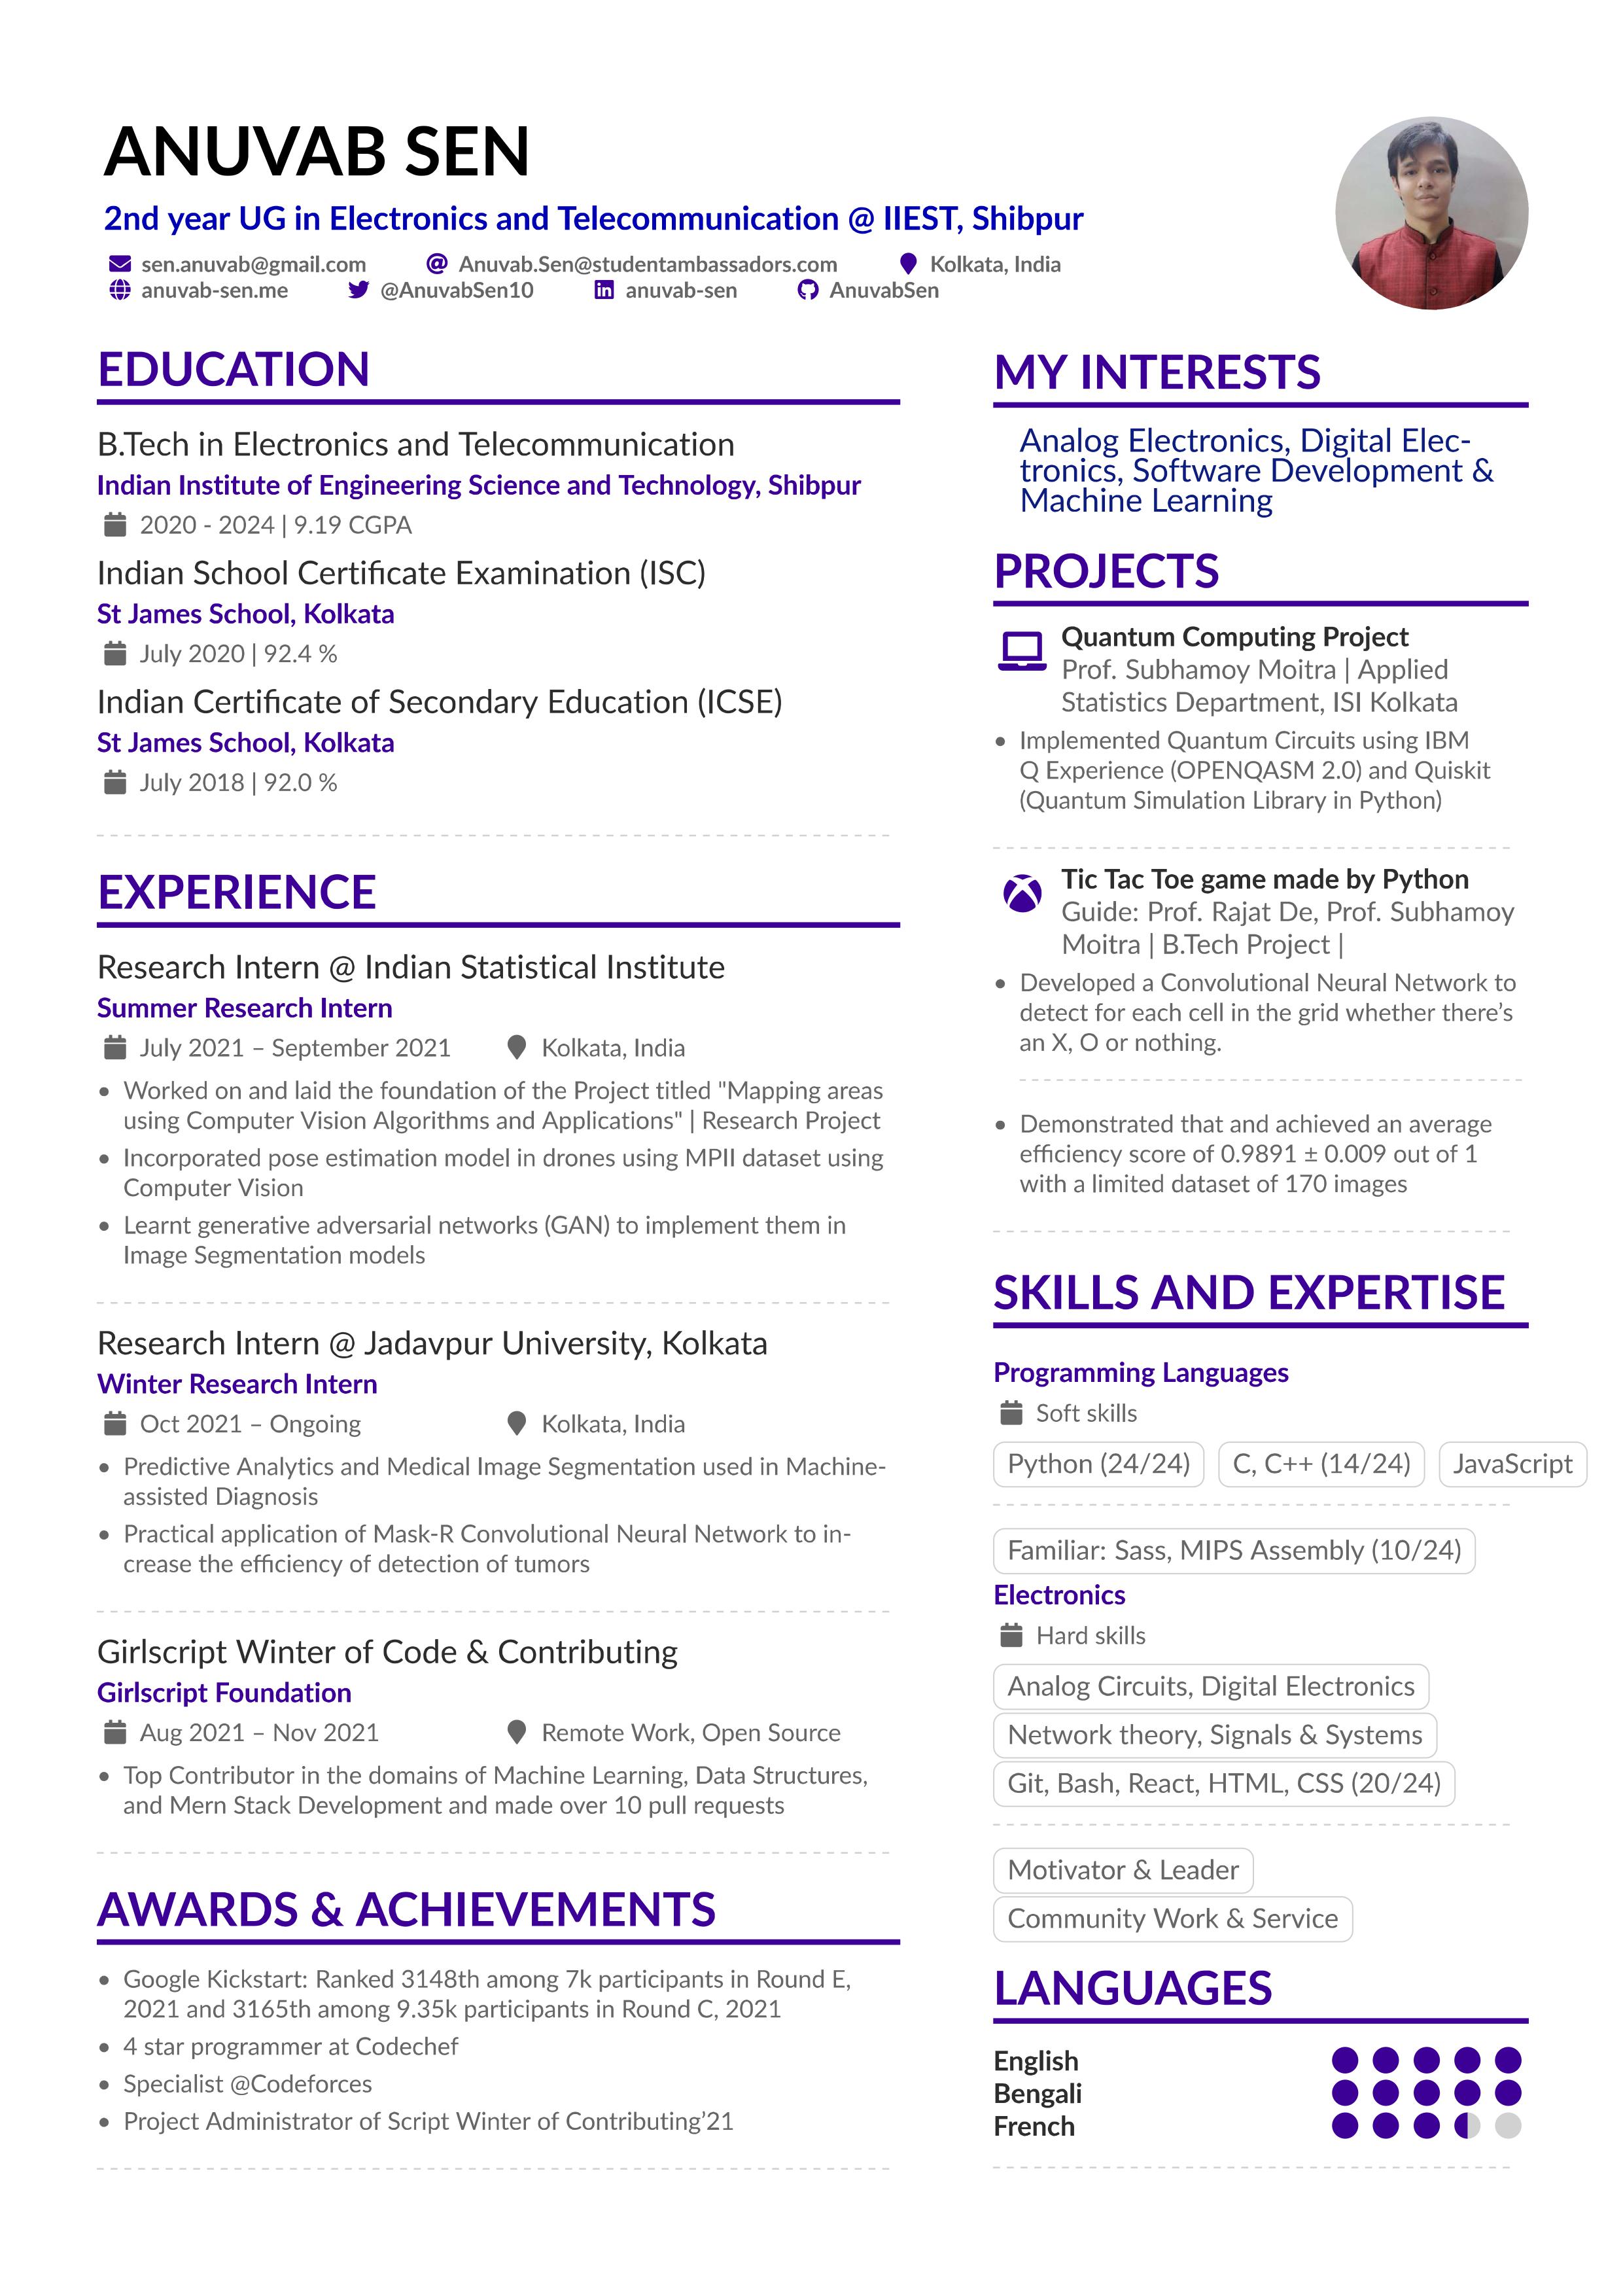 ANUVAB SEN
2nd year UG in Electronics and Telecommunication @ IIEST, Shibpur
sen.anuvab@gmail.com @ Anuvab.Sen@studentambassadors.com Kolkata, India
anuvab-sen.me @AnuvabSen10 anuvab-sen AnuvabSen
EDUCATION
B.Tech in Electronics and Telecommunication
Indian Institute of Engineering Science and Technology, Shibpur
2020 - 2024 | 9.19 CGPA
Indian School Certificate Examination (ISC)
St James School, Kolkata
July 2020 | 92.4 %
Indian Certificate of Secondary Education (ICSE)
St James School, Kolkata
July 2018 | 92.0 %
EXPERIENCE
Research Intern @ Indian Statistical Institute
Summer Research Intern
July 2021 – September 2021 Kolkata, India
• Worked on and laid the foundation of the Project titled "Mapping areas
using Computer Vision Algorithms and Applications" | Research Project
• Incorporated pose estimation model in drones using MPII dataset using
Computer Vision
• Learnt generative adversarial networks (GAN) to implement them in
Image Segmentation models
Research Intern @ Jadavpur University, Kolkata
Winter Research Intern
Oct 2021 – Ongoing Kolkata, India
• Predictive Analytics and Medical Image Segmentation used in Machine-
assisted Diagnosis
• Practical application of Mask-R Convolutional Neural Network to in-
crease the efficiency of detection of tumors
Girlscript Winter of Code & Contributing
Girlscript Foundation
Aug 2021 – Nov 2021 Remote Work, Open Source
• Top Contributor in the domains of Machine Learning, Data Structures,
and Mern Stack Development and made over 10 pull requests
AWARDS & ACHIEVEMENTS
• Google Kickstart: Ranked 3148th among 7k participants in Round E,
2021 and 3165th among 9.35k participants in Round C, 2021
• 4 star programmer at Codechef
• Specialist @Codeforces
• Project Administrator of Script Winter of Contributing’21
MY INTERESTS
Analog Electronics, Digital Elec-
tronics, Software Development &
Machine Learning
PROJECTS
Quantum Computing Project
Prof. Subhamoy Moitra | Applied
Statistics Department, ISI Kolkata
• Implemented Quantum Circuits using IBM
Q Experience (OPENQASM 2.0) and Quiskit
(Quantum Simulation Library in Python)
Tic Tac Toe game made by Python
Guide: Prof. Rajat De, Prof. Subhamoy
Moitra | B.Tech Project |
• Developed a Convolutional Neural Network to
detect for each cell in the grid whether there’s
an X, O or nothing.
• Demonstrated that and achieved an average
efficiency score of 0.9891 ± 0.009 out of 1
with a limited dataset of 170 images
SKILLS AND EXPERTISE
Programming Languages
Soft skills
Python (24/24) C, C++ (14/24) JavaScript
Familiar: Sass, MIPS Assembly (10/24)
Electronics
Hard skills
Analog Circuits, Digital Electronics
Network theory, Signals & Systems
Git, Bash, React, HTML, CSS (20/24)
Motivator & Leader
Community Work & Service
LANGUAGES
English
Bengali
French